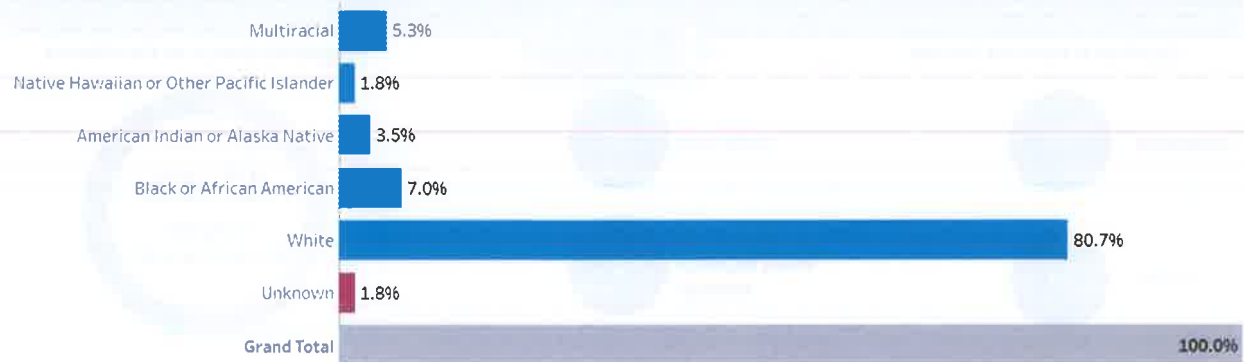 Multiracial 5.3%
Native Hawaiian or Other Pacific Islander 1.8%
American Indian or Alaska Native 3.5%
Black or African American 7.0%
White 80.7%
Unknown 1.8%
Grand Total 100.0%